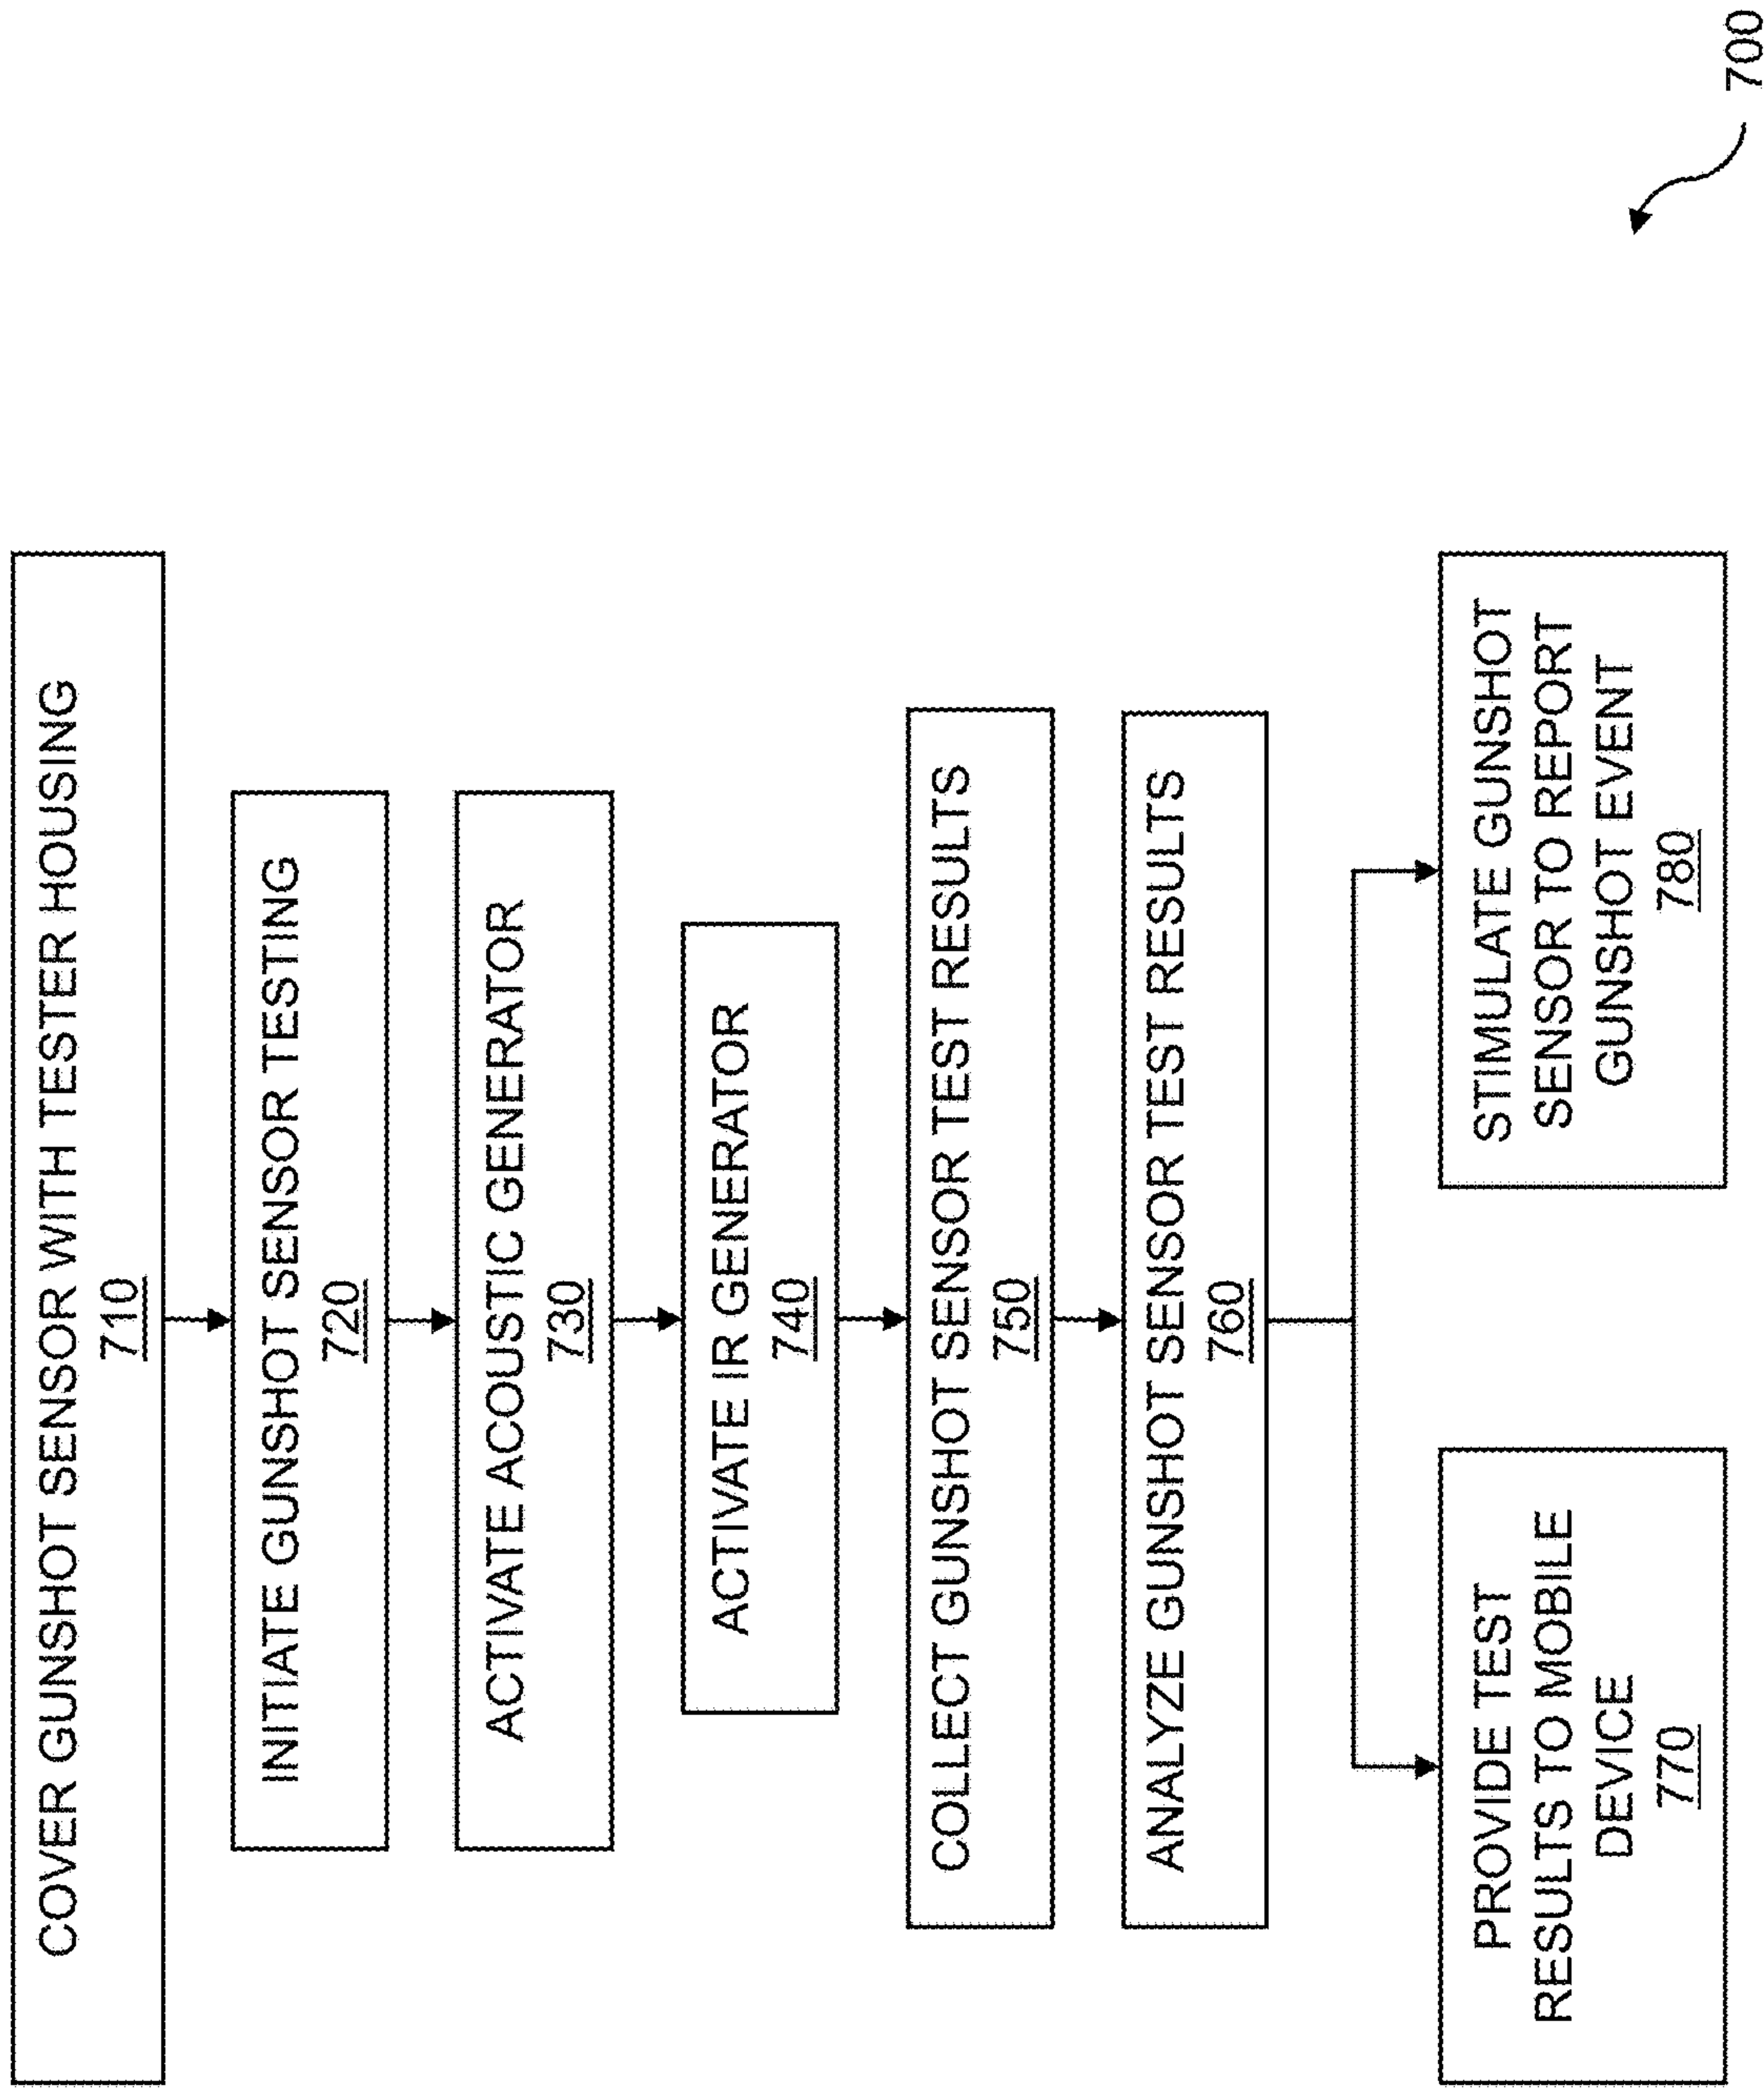 COVER GUNSHOT SENSOR WITH TESTER HOUSING
710
INITIATE GUNSHOT SENSOR TESTING
720
ACTIVATE ACOUSTIC GENERATOR
730
ACTIVATE IR GENERATOR
740
COLLECT GUNSHOT SENSOR TEST RESULTS
750
ANALYZE GUNSHOT SENSOR TEST RESULTS
760
PROVIDE TEST
RESULTS TO MOBILE
DEVICE
770
STIMULATE GUNSHOT
SENSOR TO REPORT
GUNSHOT EVENT
780
700